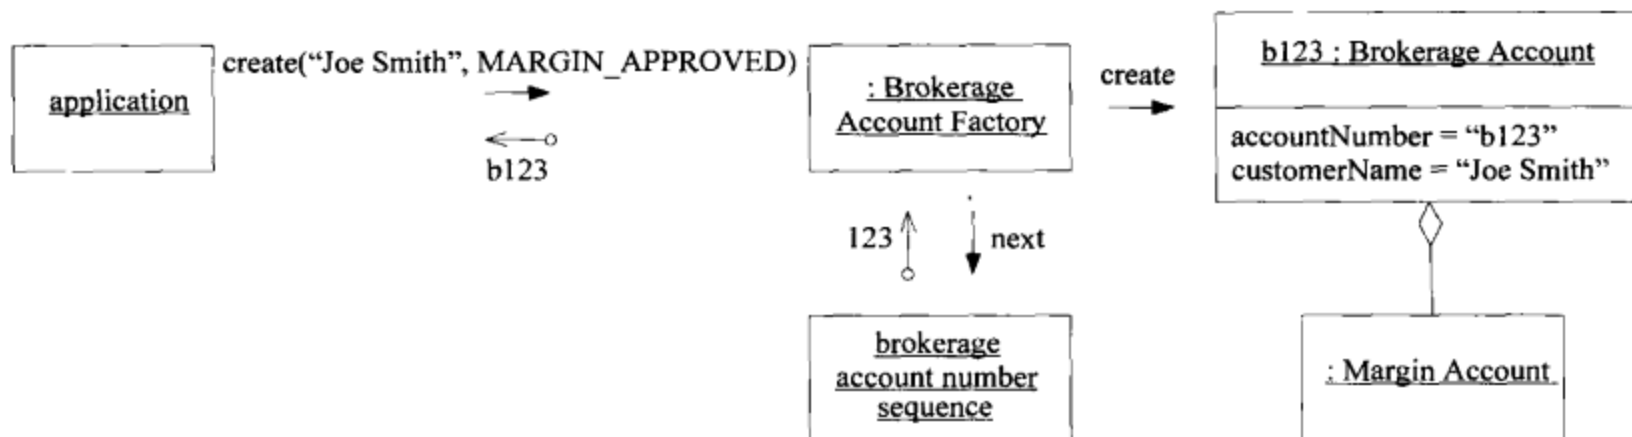 application
create(“Joe Smith”, MARGIN_APPROVED)
b123
: Brokerage
Account Factory
create
b123 : Brokerage Account
accountNumber = “b123”
customerName = “Joe Smith”
123
next
brokerage
account number
sequence
: Margin Account